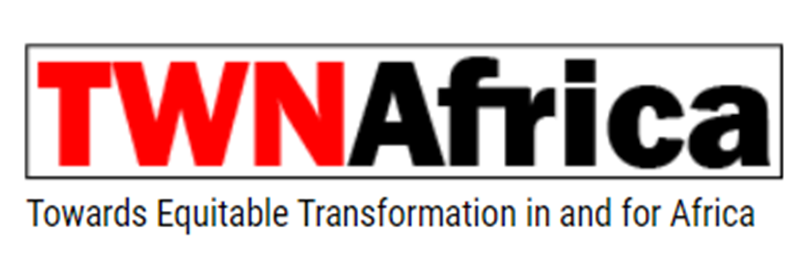 TWNAfrica
Towards Equitable Transformation in and for Africa